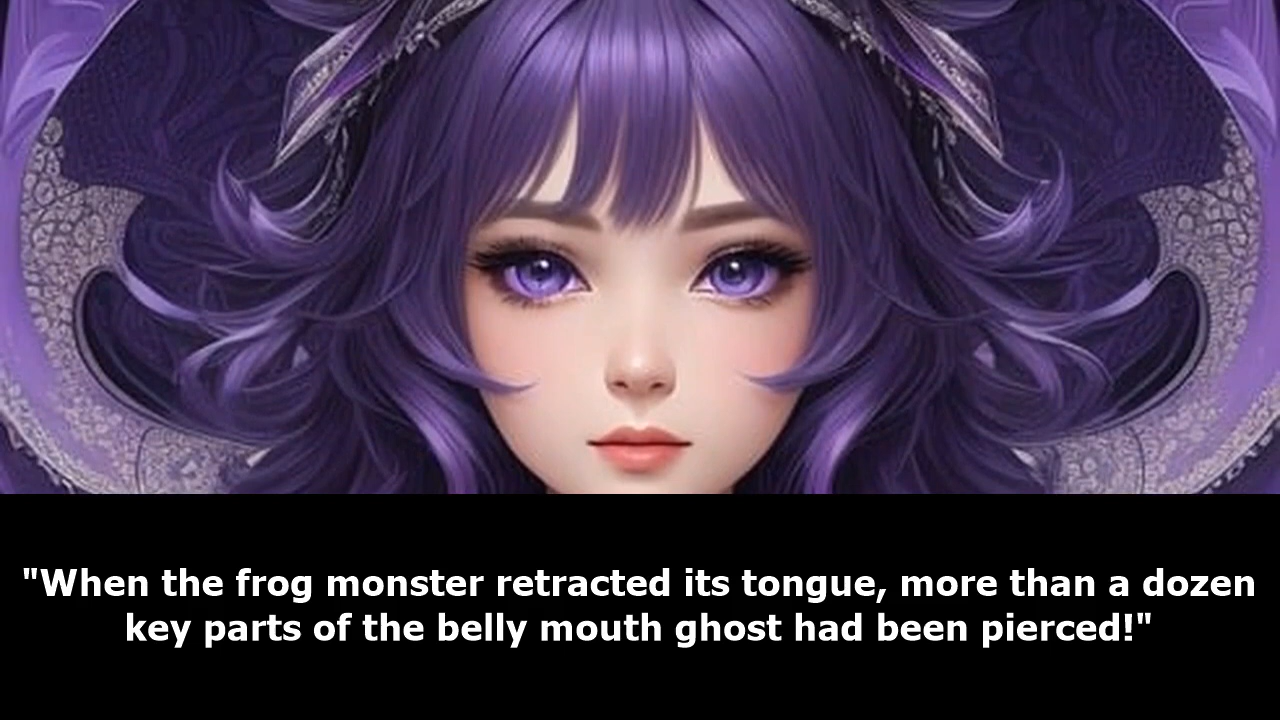 "When the frog monster retracted its tongue, more than a dozen
key parts of the belly mouth ghost had been pierced!"